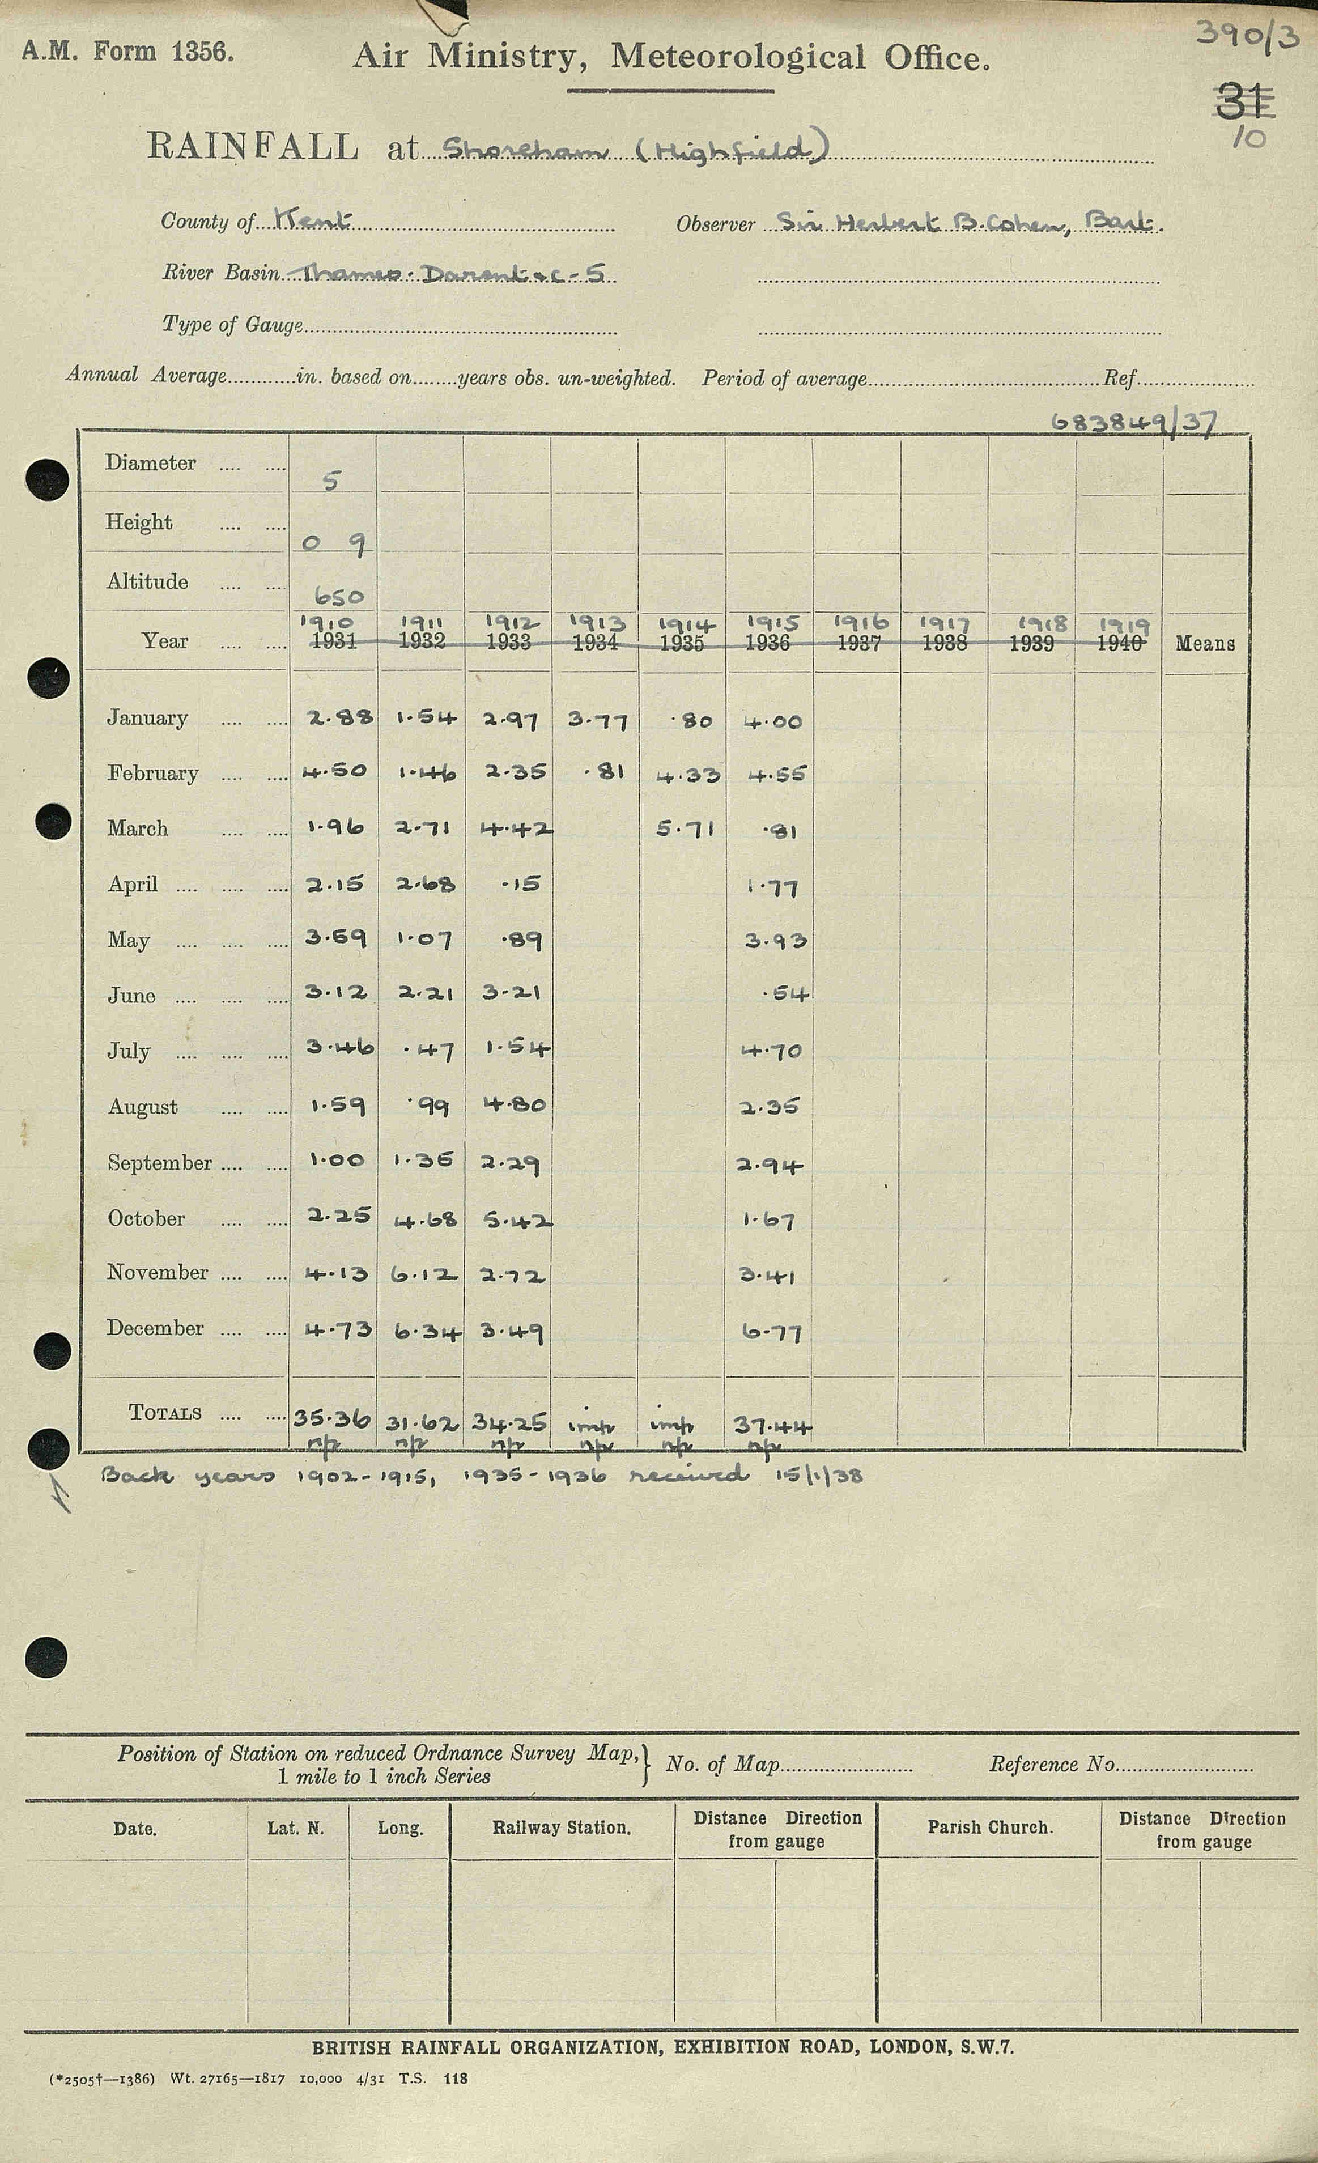 390/3
A.M. Form 1356.
Air Ministry, Meteorological Office.
31
10
RAINFALL at Shoreham (Highfield)
County of Kent Observer Sir Herbert B. Cohen, Bart.
River Basin Thames. Darent &c - 5
Type of Gauge
Annual Average in. based on years obs. un-weighted. Period of average Ref.
683849/37
Diameter 5
Height 0 9
Altitude 650
1910 1911 1912 1913 1914 1915 1916 1917 1918 1919
Year 1931 1932 1933 1934 1935 1936 1937 1938 1939 1940 Means
January 2.88 1.54 2.97 3.77 .80 4.00
February 4.50 1.46 2.35 .81 4.33 4.55
March 1.96 2.71 4.42 5.71 .81
April 2.15 2.68 .15 1.77
May 3.59 1.07 .89 3.93
June 3.12 2.21 3.21 .54
July 3.46 .47 1.54 4.70
August 1.59 .99 4.80 2.35
September 1.00 1.35 2.29 2.94
October 2.25 4.68 5.42 1.67
November 4.13 6.12 2.72 3.41
December 4.73 6.34 3.49 6.77
TOTALS 35.36 31.62 34.25 imp imp 37.44
np np np np np np
Back years 1902-1915, 1935-1936 received 15/1/38
Position of Station on reduced Ordnance Survey Map, } No. of Map Reference No.
1 mile to 1 inch Series
Date. Lat. N. Long. Railway Station. Distance Direction from gauge Parish Church. Distance Direction from gauge
BRITISH RAINFALL ORGANIZATION, EXHIBITION ROAD, LONDON, S.W.7.
(*2505†—1386) Wt. 27165—1817 10,000 4/31 T.S. 118